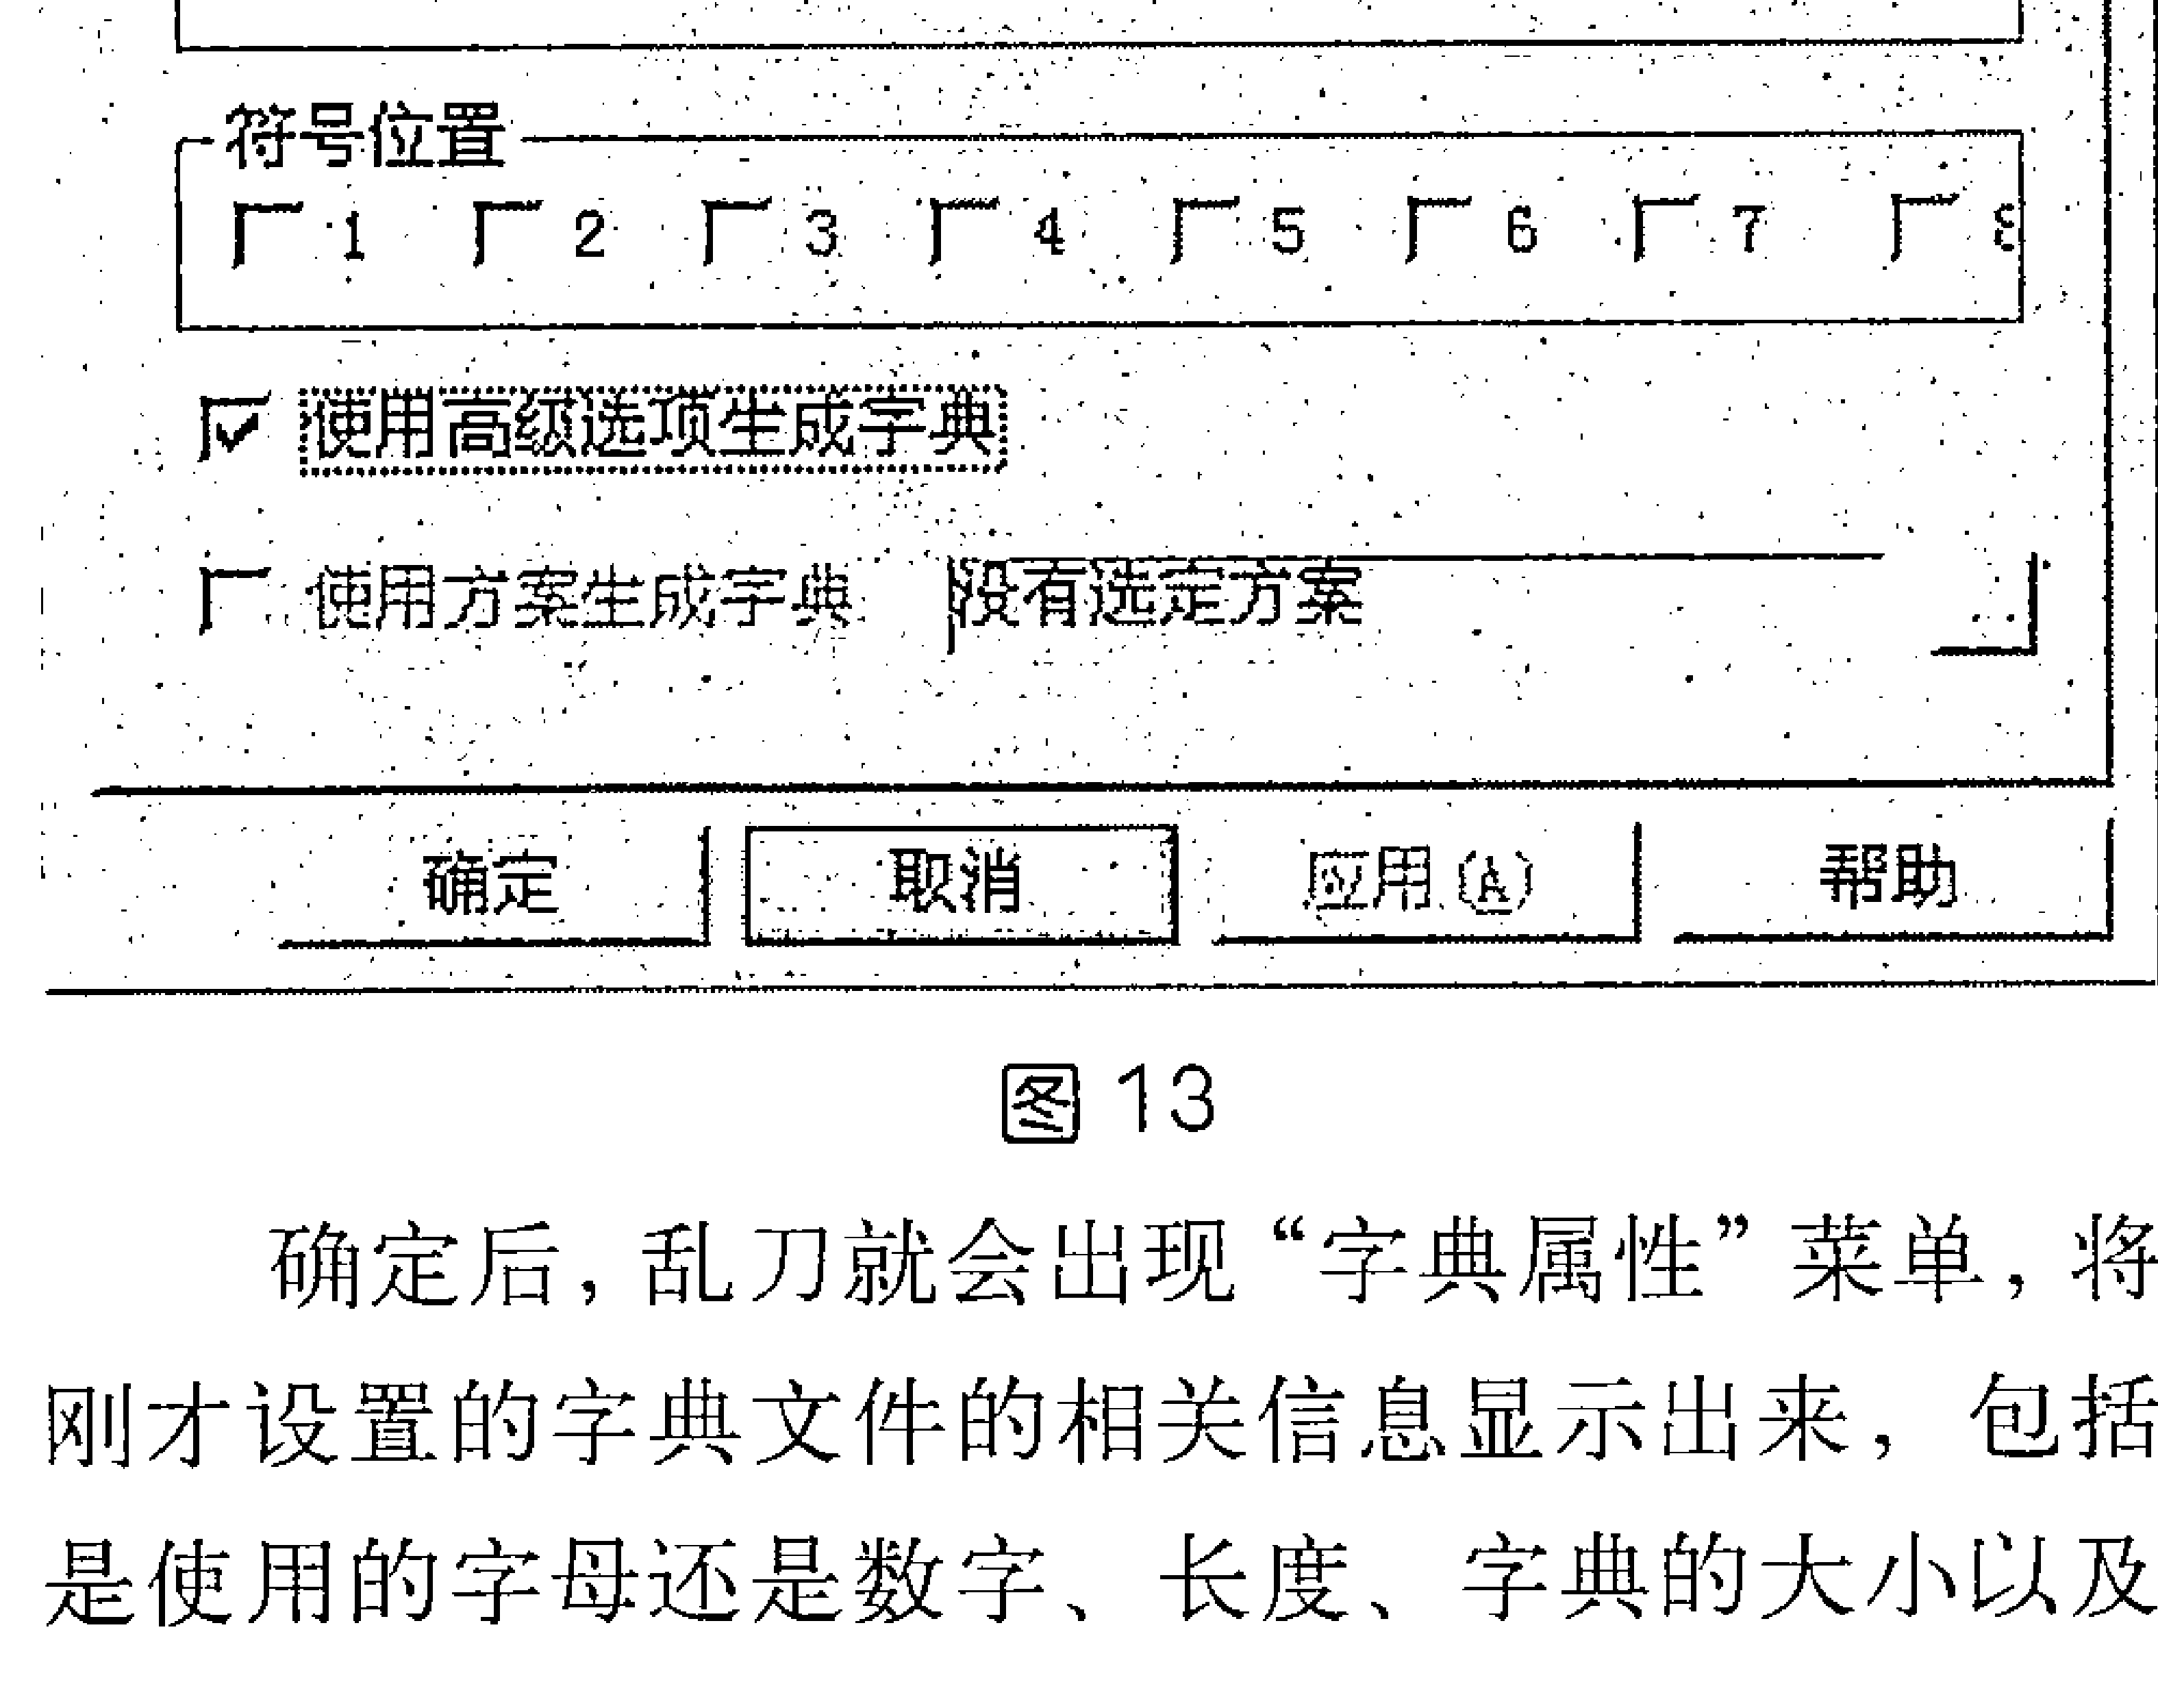 符号位置
1 2 3 4 5 6 7 8
使用高级选项生成字典
使用方案生成字典 没有选定方案
确定 取消 应用(A) 帮助
图 13
确定后，乱刀就会出现“字典属性”菜单，将
刚才设置的字典文件的相关信息显示出来，包括
是使用的字母还是数字、长度、字典的大小以及